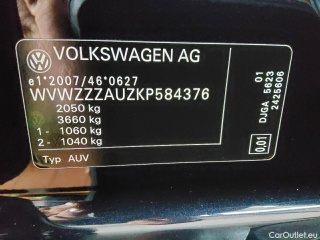 VOLKSWAGEN AG
e1*2007/46*0627
WVWZZZAUZKP584376
2050 kg
3660 kg
1- 1060 kg
2- 1040 kg
Typ AUV
01
DJGA 5623
2425606
0,01
CarOutlet.eu